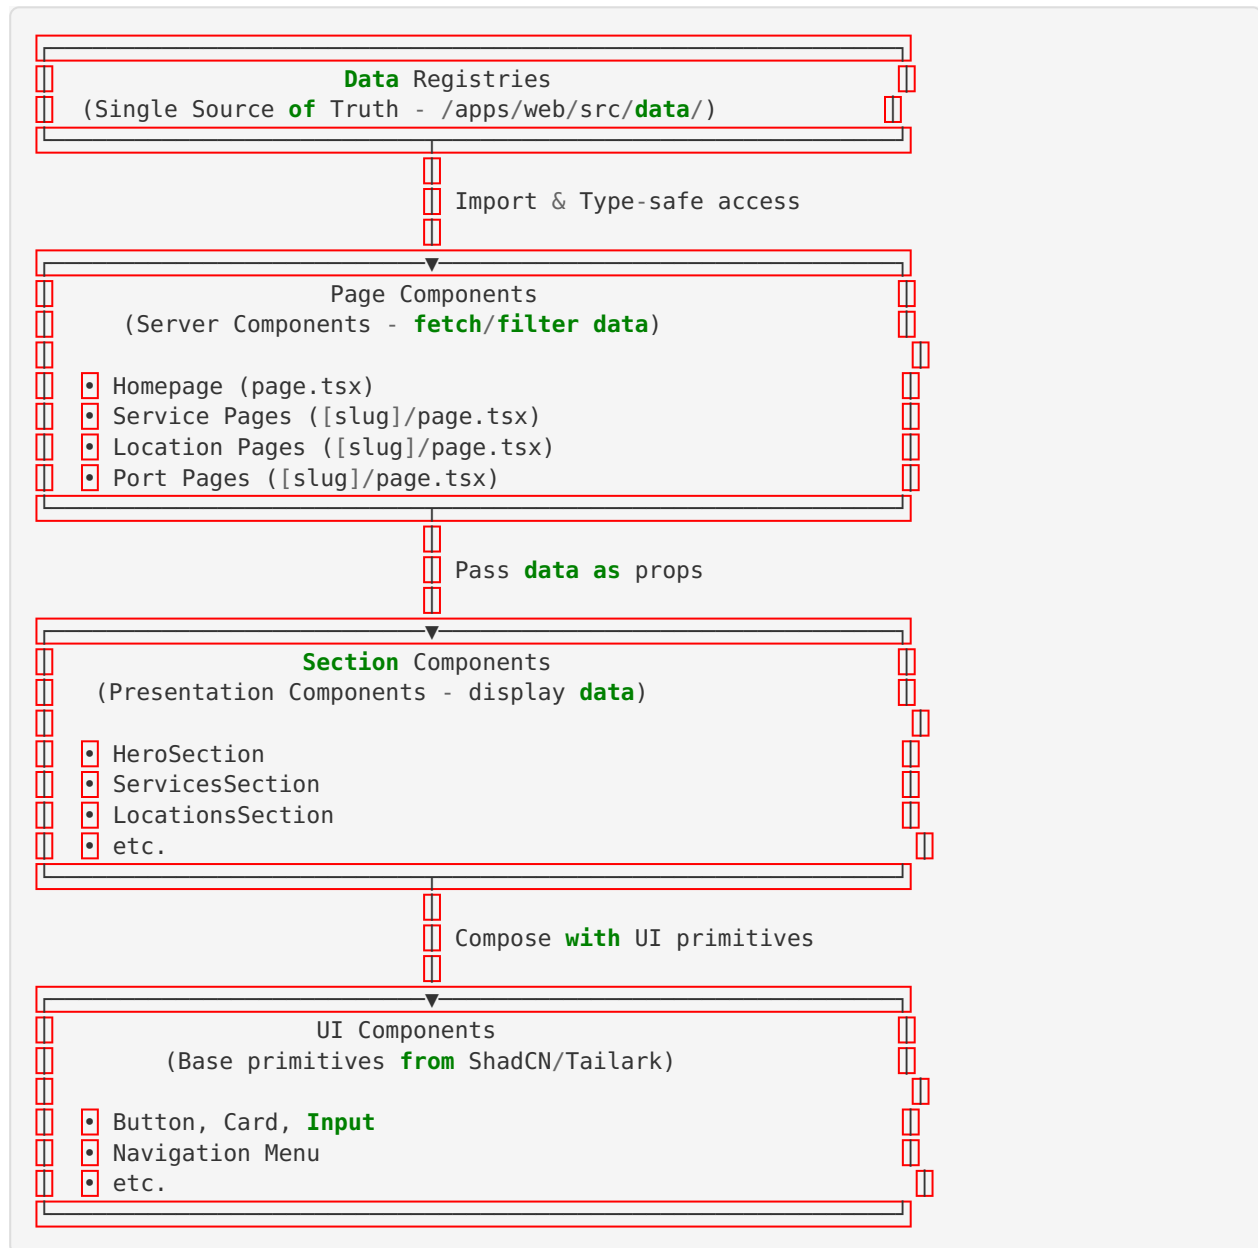 Data Registries
(Single Source of Truth - /apps/web/src/data/)
Import & Type-safe access
▼
Page Components
(Server Components - fetch/filter data)
• Homepage (page.tsx)
• Service Pages ([slug]/page.tsx)
• Location Pages ([slug]/page.tsx)
• Port Pages ([slug]/page.tsx)
Pass data as props
▼
Section Components
(Presentation Components - display data)
• HeroSection
• ServicesSection
• LocationsSection
• etc.
Compose with UI primitives
▼
UI Components
(Base primitives from ShadCN/Tailark)
• Button, Card, Input
• Navigation Menu
• etc.